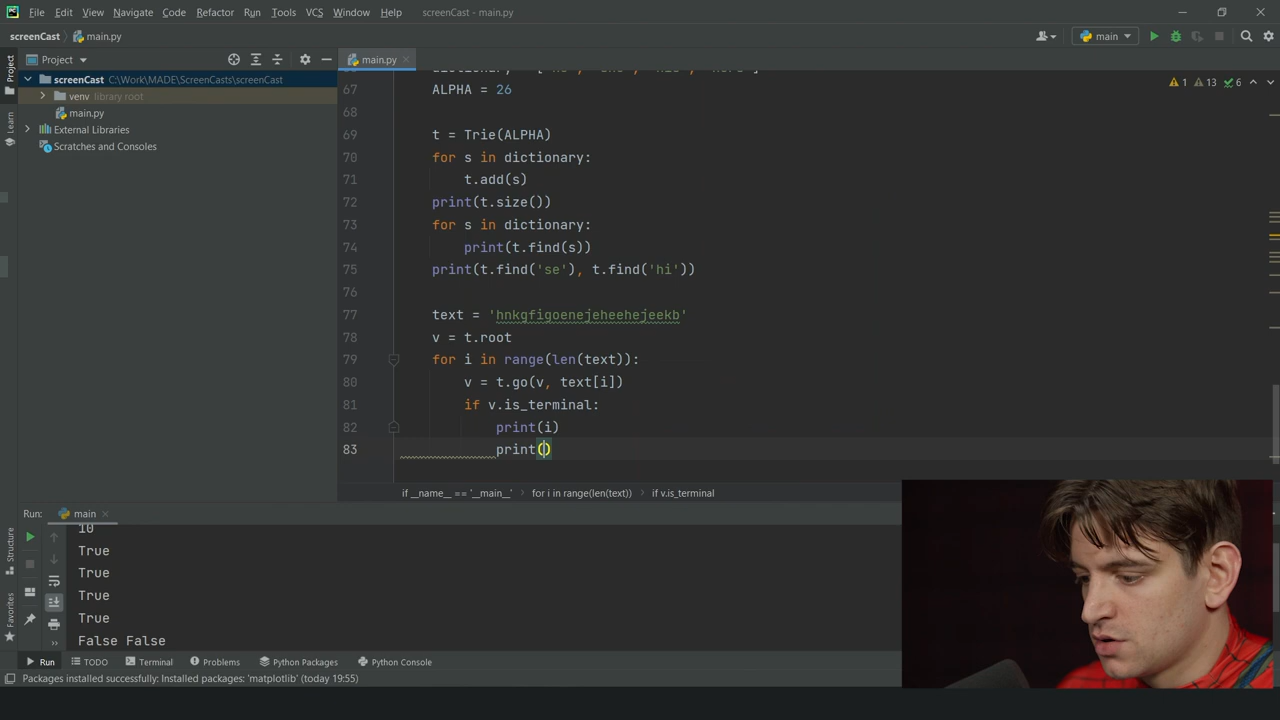 File Edit View Navigate Code Refactor Run Tools VCS Window Help screenCast - main.py
screenCast main.py main
Project main.py
Project
Learn
Structure
Favorites
screenCast C:\Work\MADE\ScreenCasts\screenCast
venv library root
main.py
External Libraries
Scratches and Consoles
1 13 6
67 ALPHA = 26
68
69 t = Trie(ALPHA)
70 for s in dictionary:
71 t.add(s)
72 print(t.size())
73 for s in dictionary:
74 print(t.find(s))
75 print(t.find('se'), t.find('hi'))
76
77 text = 'hnkgfigoenejeheehejeekb'
78 v = t.root
79 for i in range(len(text)):
80 v = t.go(v, text[i])
81 if v.is_terminal:
82 print(i)
83 print()
if __name__ == '__main__' for i in range(len(text)) if v.is_terminal
Run: main
10
True
True
True
True
False False
Run TODO Terminal Problems Python Packages Python Console
Packages installed successfully: Installed packages: 'matplotlib' (today 19:55)